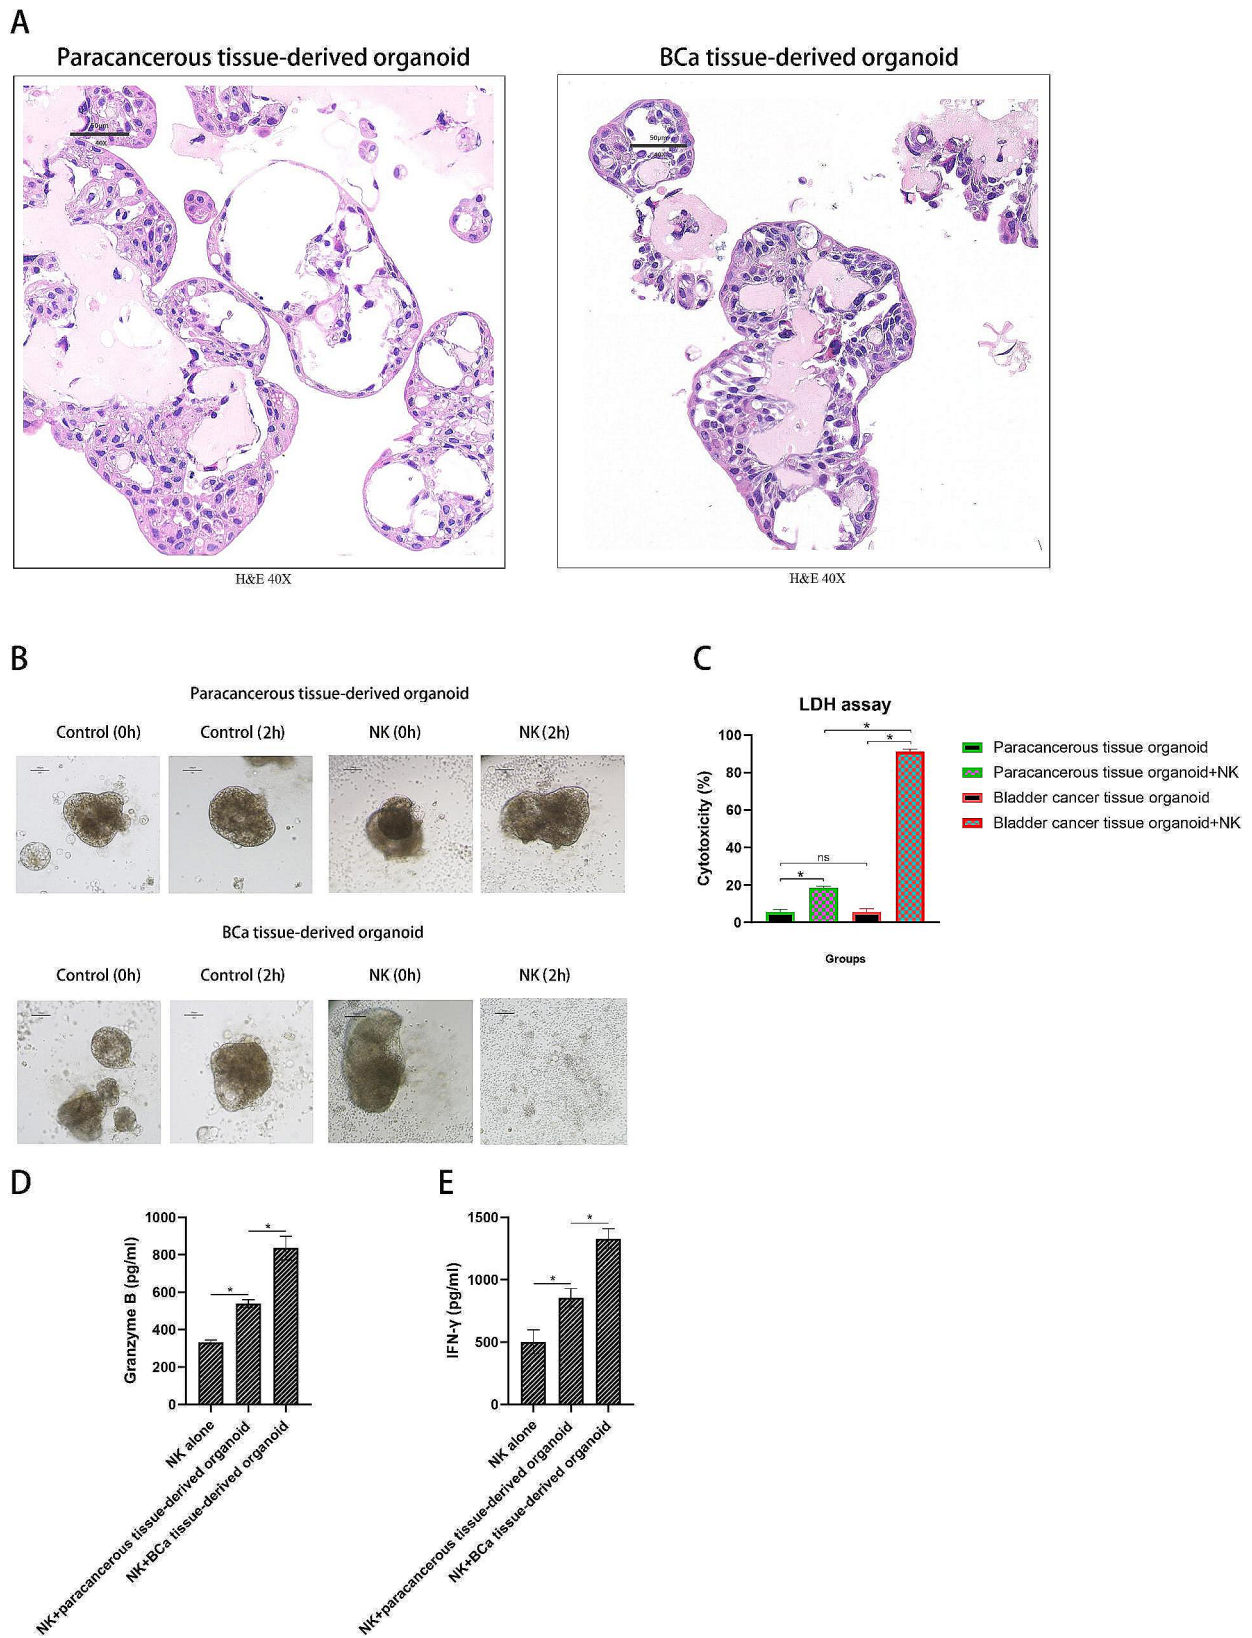 A
Paracancerous tissue-derived organoid
BCa tissue-derived organoid
50μm
40X
50μm
H&E 40X
H&E 40X
B
Paracancerous tissue-derived organoid
Control (0h)
Control (2h)
NK (0h)
NK (2h)
BCa tissue-derived organoid
Control (0h)
Control (2h)
NK (0h)
NK (2h)
C
LDH assay
Cytotoxicity (%)
100
80
60
40
20
0
*
*
ns
*
Groups
Paracancerous tissue organoid
Paracancerous tissue organoid+NK
Bladder cancer tissue organoid
Bladder cancer tissue organoid+NK
D
Granzyme B (pg/ml)
1000
800
600
400
200
0
*
*
NK alone
NK+paracancerous tissue-derived organoid
NK+BCa tissue-derived organoid
E
IFN-γ (pg/ml)
1500
1000
500
0
*
*
NK alone
NK+paracancerous tissue-derived organoid
NK+BCa tissue-derived organoid